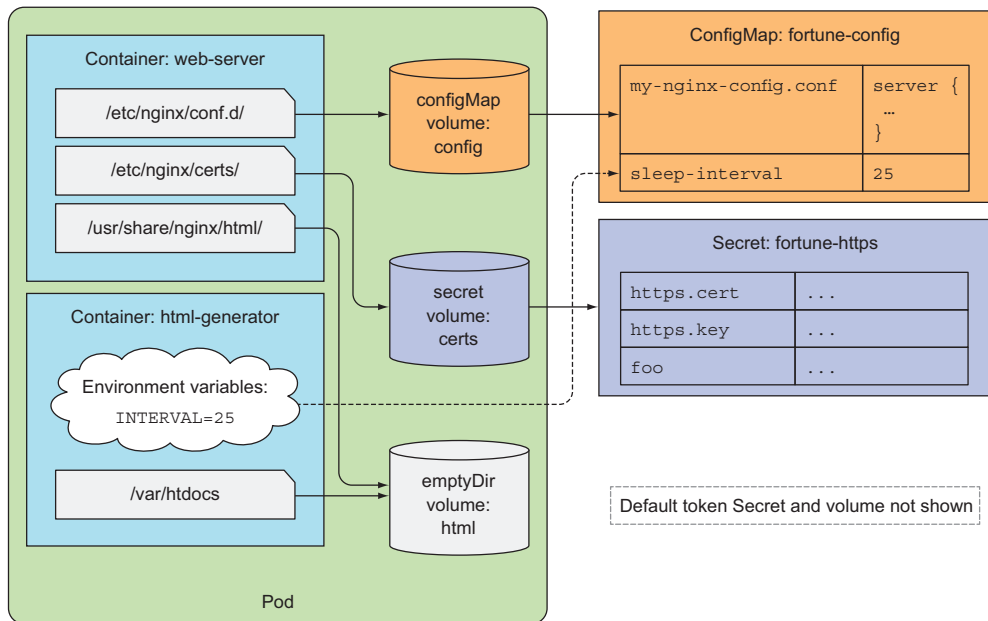 Container: web-server
/etc/nginx/conf.d/
/etc/nginx/certs/
/usr/share/nginx/html/
Container: html-generator
Environment variables:
INTERVAL=25
/var/htdocs
configMap
volume:
config
secret
volume:
certs
emptyDir
volume:
html
Pod
ConfigMap: fortune-config
my-nginx-config.conf
server {
…
}
sleep-interval
25
Secret: fortune-https
https.cert
...
https.key
...
foo
...
Default token Secret and volume not shown